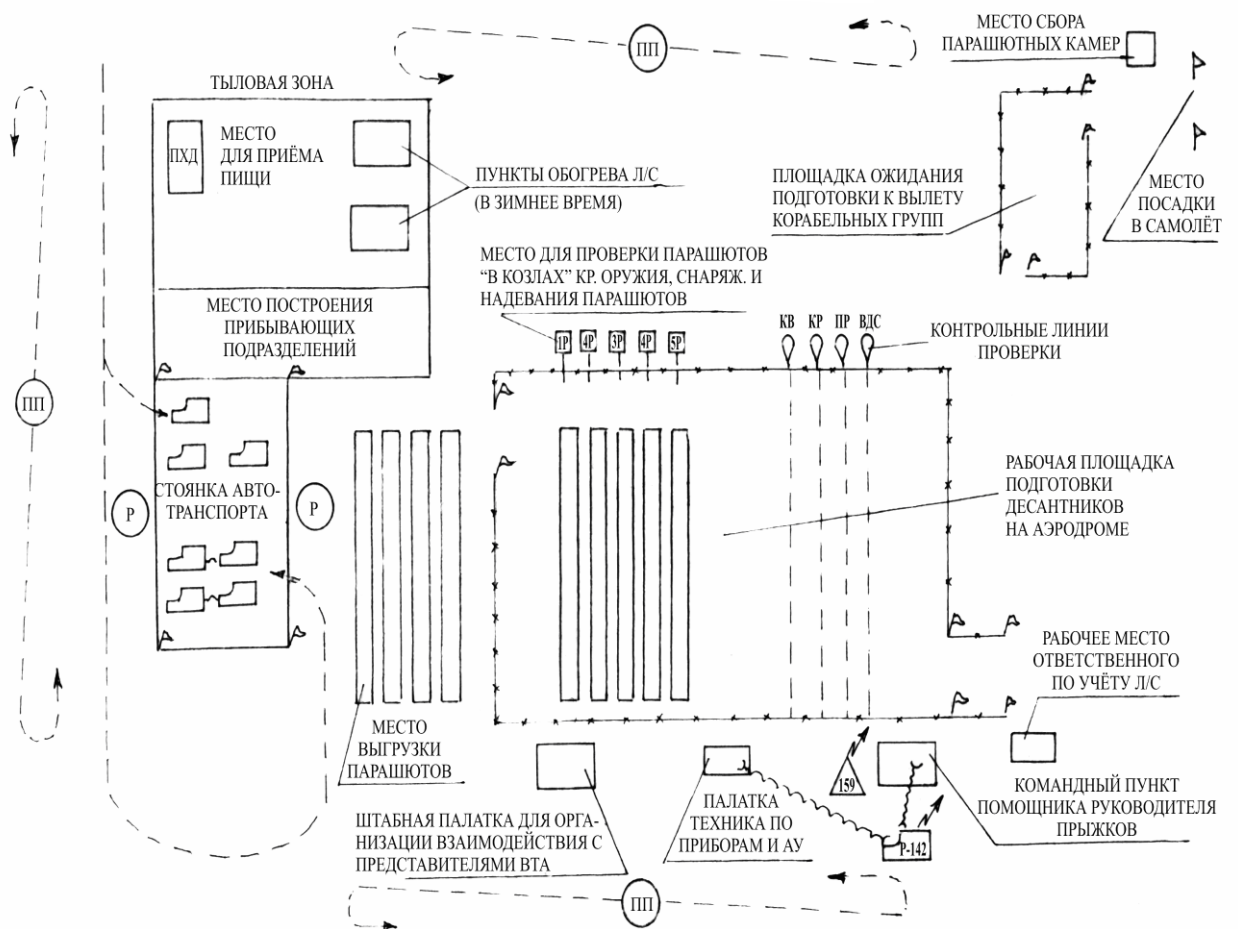 ПП
МЕСТО СБОРА
ПАРАШЮТНЫХ КАМЕР
ТЫЛОВАЯ ЗОНА
ПХД
МЕСТО
ДЛЯ ПРИЁМА
ПИЩИ
ПУНКТЫ ОБОГРЕВА Л/С
(В ЗИМНЕЕ ВРЕМЯ)
ПЛОЩАДКА ОЖИДАНИЯ
ПОДГОТОВКИ К ВЫЛЕТУ
КОРАБЕЛЬНЫХ ГРУПП
МЕСТО
ПОСАДКИ
В САМОЛЁТ
МЕСТО ДЛЯ ПРОВЕРКИ ПАРАШЮТОВ
“В КОЗЛАХ” КР. ОРУЖИЯ, СНАРЯЖ. И
НАДЕВАНИЯ ПАРАШЮТОВ
МЕСТО ПОСТРОЕНИЯ
ПРИБЫВАЮЩИХ
ПОДРАЗДЕЛЕНИЙ
1Р 4Р 3Р 4Р 5Р
КВ КР ПР ВДС
КОНТРОЛЬНЫЕ ЛИНИИ
ПРОВЕРКИ
ПП
РАБОЧАЯ ПЛОЩАДКА
ПОДГОТОВКИ
ДЕСАНТНИКОВ
НА АЭРОДРОМЕ
СТОЯНКА АВТО-
ТРАНСПОРТА
Р
Р
РАБОЧЕЕ МЕСТО
ОТВЕТСТВЕННОГО
ПО УЧЁТУ Л/С
МЕСТО
ВЫГРУЗКИ
ПАРАШЮТОВ
159
КОМАНДНЫЙ ПУНКТ
ПОМОЩНИКА РУКОВОДИТЕЛЯ
ПРЫЖКОВ
ШТАБНАЯ ПАЛАТКА ДЛЯ ОРГА-
НИЗАЦИИ ВЗАИМОДЕЙСТВИЯ С
ПРЕДСТАВИТЕЛЯМИ ВТА
ПАЛАТКА
ТЕХНИКА ПО
ПРИБОРАМ И АУ
Р-142
ПП